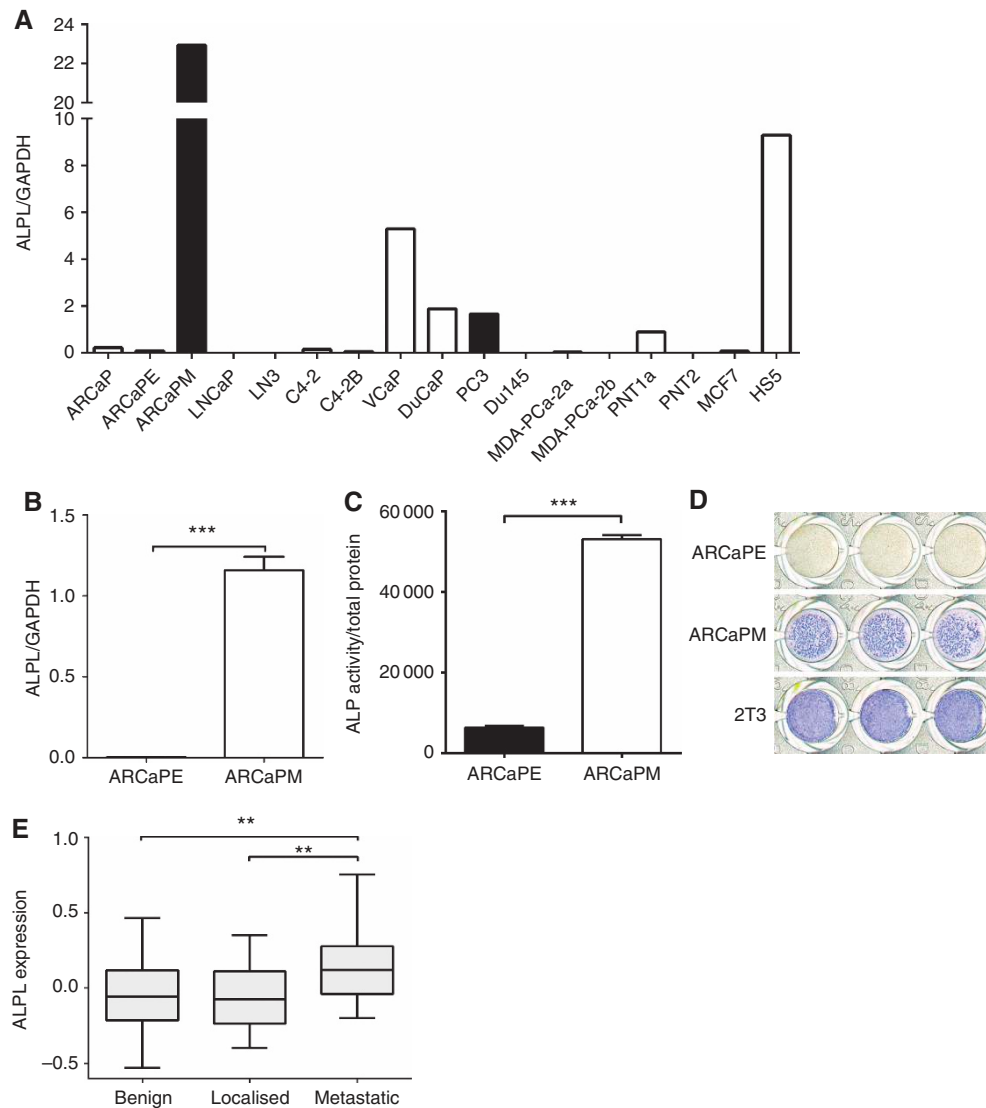 A
24
22
20
10
8
6
4
2
0
ALPL/GAPDH
ARCaP
ARCaPE
ARCaPM
LNCaP
LN3
C4-2
C4-2B
VCaP
DuCaP
PC3
Du145
MDA-PCa-2a
MDA-PCa-2b
PNT1a
PNT2
MCF7
HS5
B
1.5
1.0
0.5
0.0
ALPL/GAPDH
***
ARCaPE
ARCaPM
C
60 000
40 000
20 000
0
ALP activity/total protein
***
ARCaPE
ARCaPM
D
ARCaPE
ARCaPM
2T3
E
1.0
0.5
0.0
–0.5
ALPL expression
**
**
Benign
Localised
Metastatic